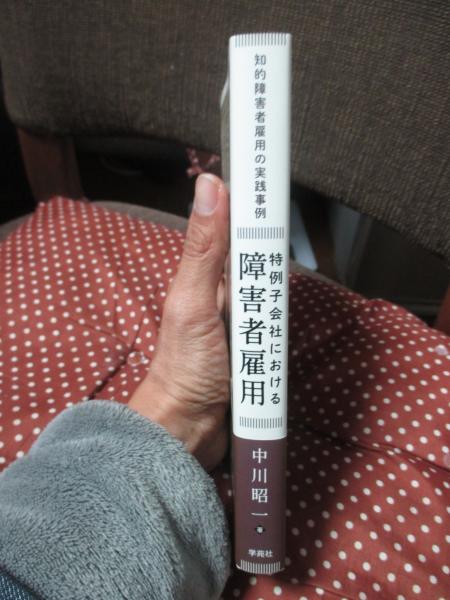 知的障害者雇用の実践事例
特例子会社における
障害者雇用
中川昭一 著
学苑社